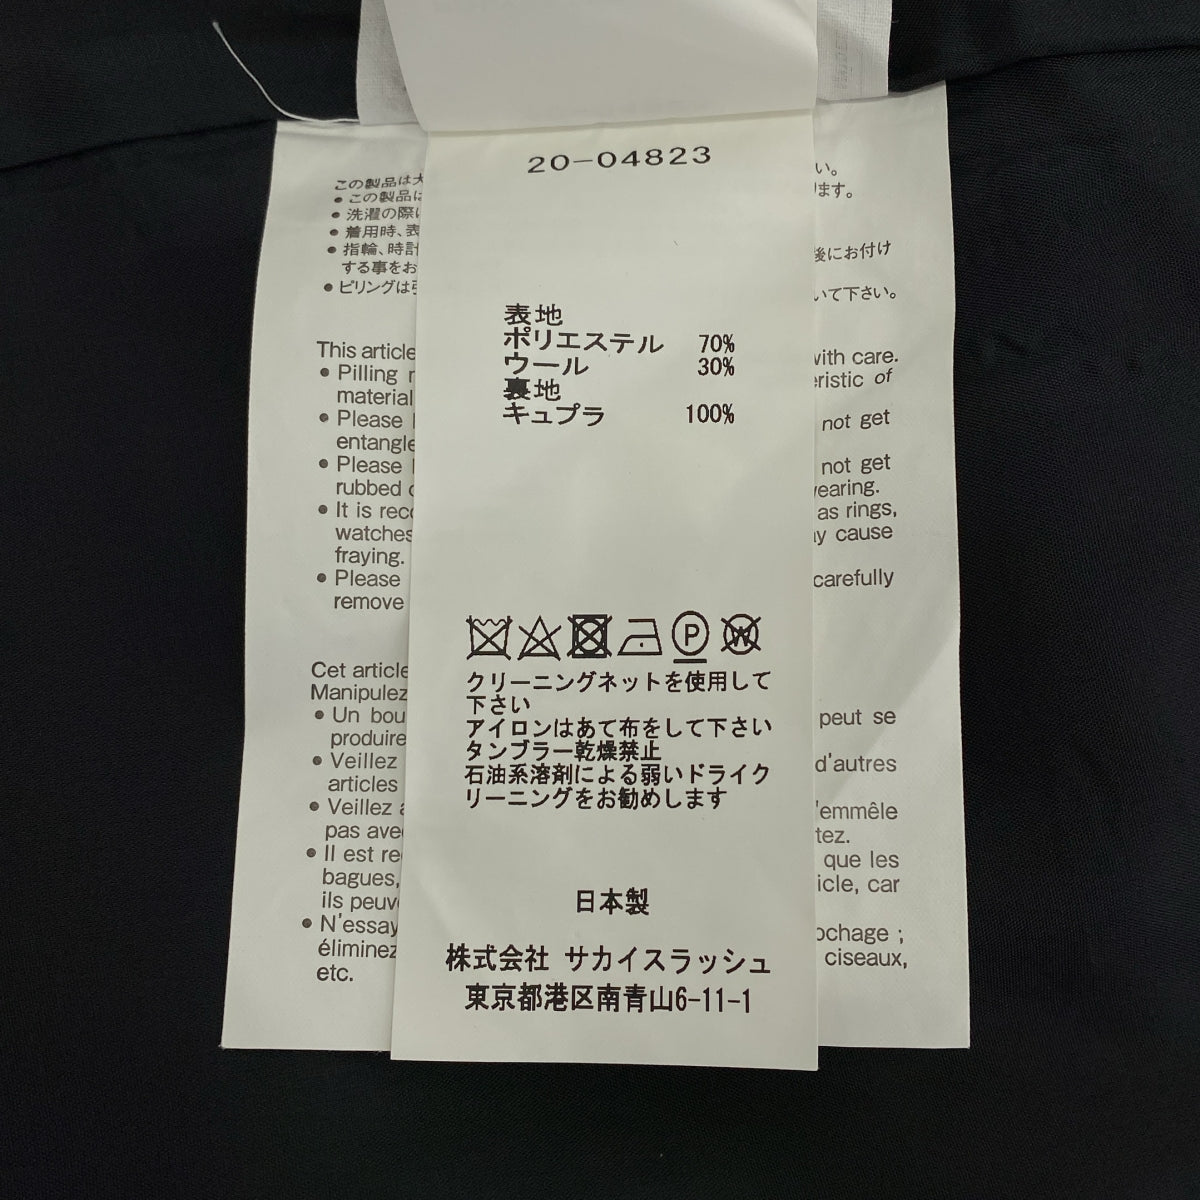 20-04823
表地
ポリエステル 70%
ウール 30%
裏地
キュプラ 100%
P
W
クリーニングネットを使用して
下さい
アイロンはあて布をして下さい
タンブラー乾燥禁止
石油系溶剤による弱いドライク
リーニングをお勧めします
日本製
株式会社 サカイスラッシュ
東京都港区南青山6-11-1
この製品は大
• この製品は
• 洗濯の際に
• 着用時、表
• 指輪、時計
する事をお
• ピリングは引
い。
ります。
後にお付け
いて下さい。
This article
• Pilling
material
• Please
entangle
• Please
rubbed
• It is
watches
fraying.
• Please
remove
with care.
of
not get
not get
wearing.
as rings,
may cause
carefully
Cet article
Manipulez
• Un
produire
• Veillez
articles
• Veillez
pas
• Il est
bagues,
ils
• N'essay
éliminez
etc.
peut se
d'autres
s'emmêle
que les
car
;
ciseaux,